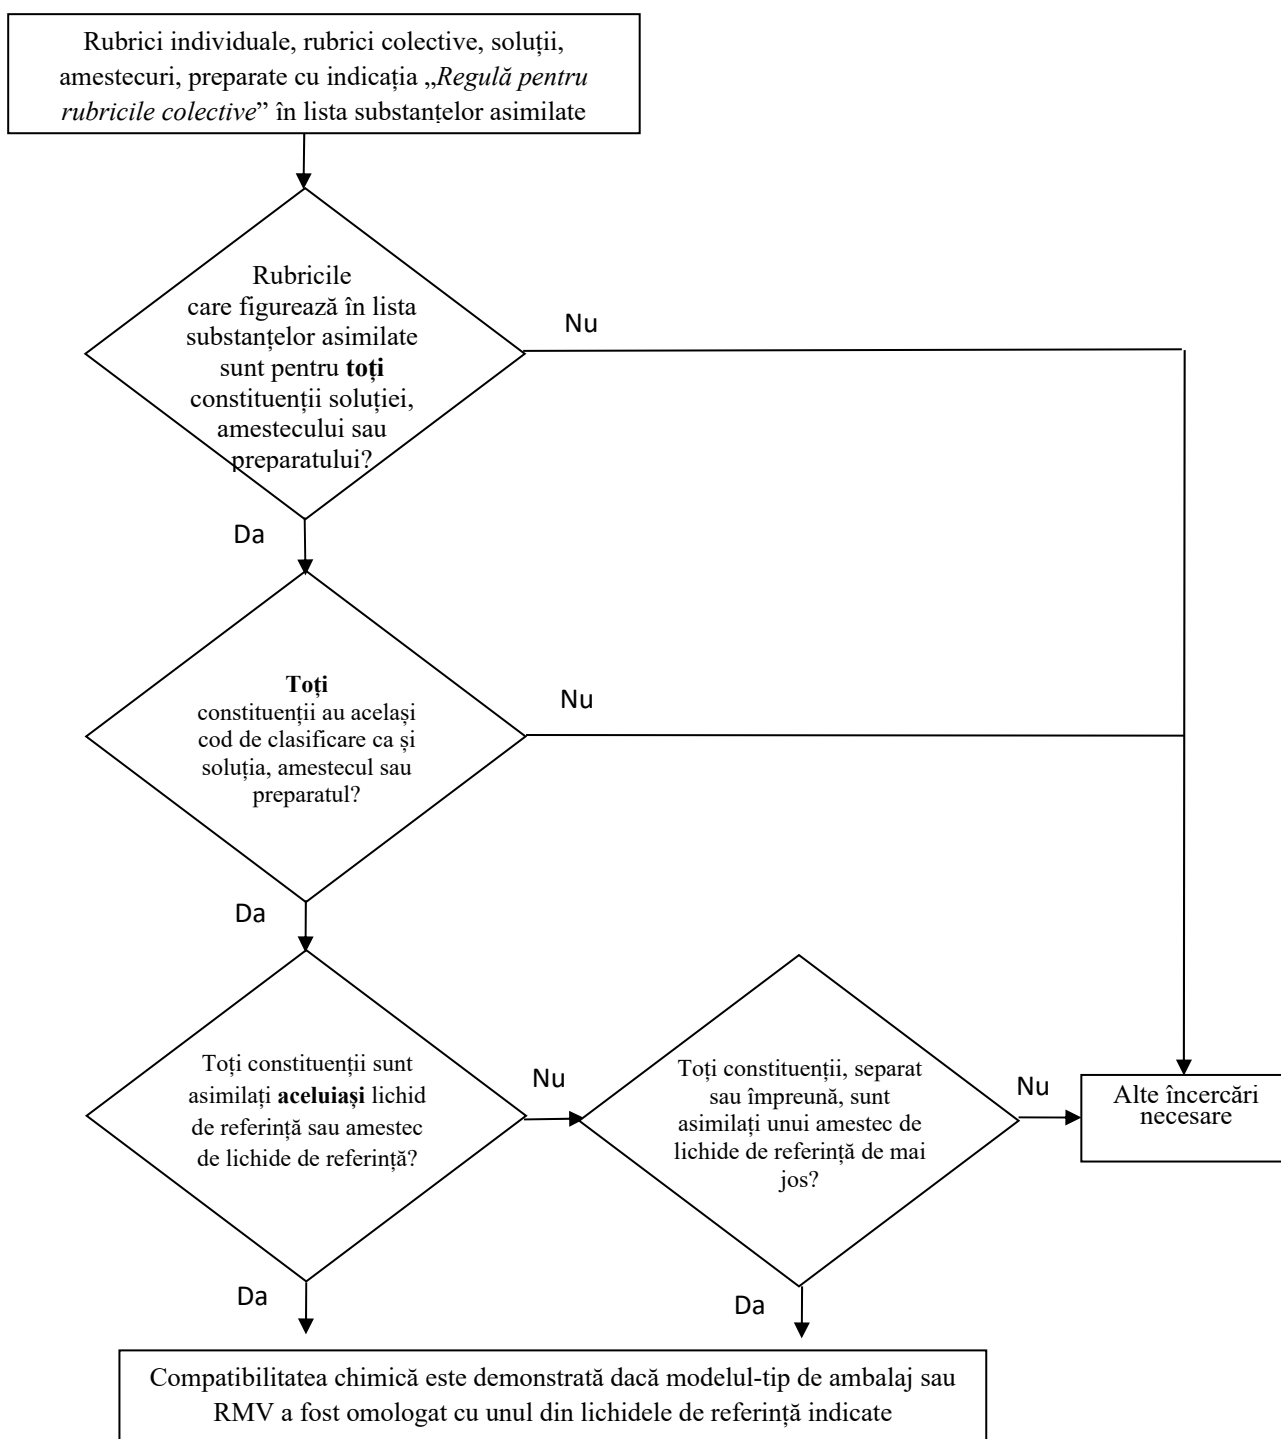 Rubrici individuale, rubrici colective, soluții,
amestecuri, preparate cu indicația „Regulă pentru
rubricile colective” în lista substanțelor asimilate
Rubricile
care figurează în lista
substanțelor asimilate
sunt pentru toți
constituenții soluției,
amestecului sau
preparatului?
Nu
Da
Toți
constituenții au același
cod de clasificare ca și
soluția, amestecul sau
preparatul?
Nu
Da
Toți constituenții sunt
asimilați aceluiași lichid
de referință sau amestec
de lichide de referință?
Nu
Toți constituenții, separat
sau împreună, sunt
asimilați unui amestec de
lichide de referință de mai
jos?
Nu
Alte încercări
necesare
Da
Da
Compatibilitatea chimică este demonstrată dacă modelul-tip de ambalaj sau
RMV a fost omologat cu unul din lichidele de referință indicate